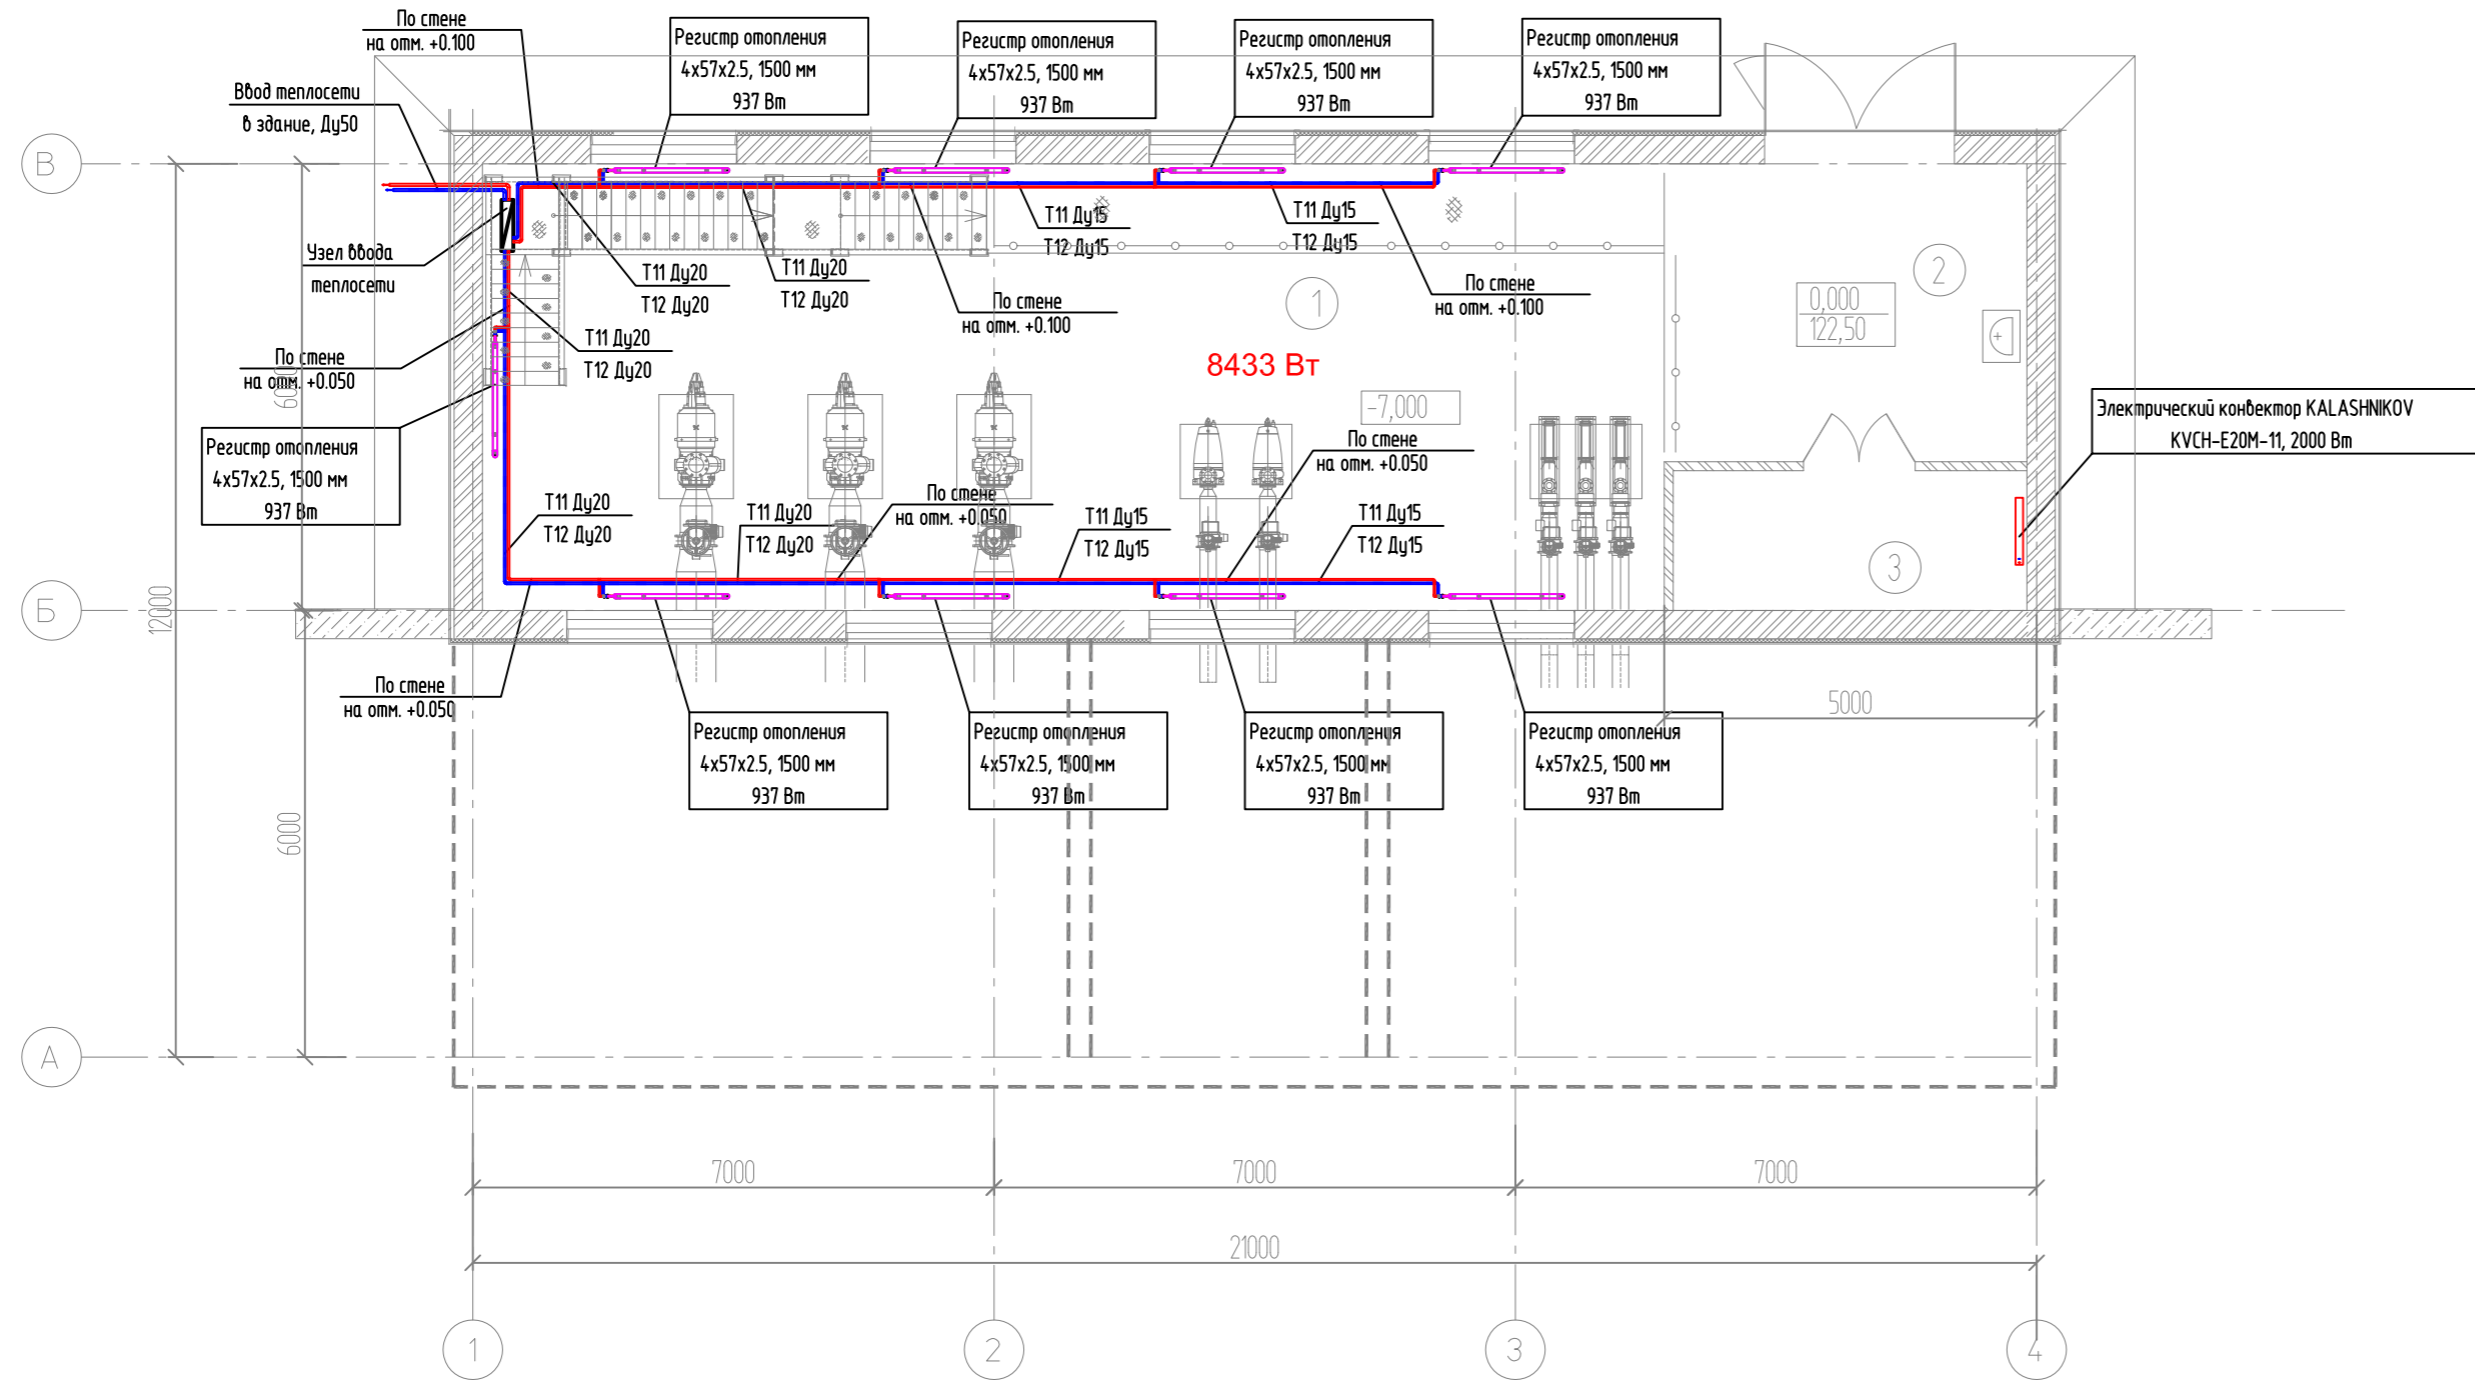 По стене
на отм. +0.100
Ввод теплосети
в здание, Ду50
Регистр отопления
4х57х2.5, 1500 мм
937 Вт
Регистр отопления
4х57х2.5, 1500 мм
937 Вт
Регистр отопления
4х57х2.5, 1500 мм
937 Вт
Регистр отопления
4х57х2.5, 1500 мм
937 Вт
В
Узел ввода
теплосети
Т11 Ду20
Т12 Ду20
Т11 Ду20
Т12 Ду20
Т11 Ду15
Т12 Ду15
Т11 Ду15
Т12 Ду15
По стене
на отм. +0.100
По стене
на отм. +0.100
1
2
0,000
122,50
По стене
на отм. +0.050
6000
Т11 Ду20
Т12 Ду20
8433 Вт
-7,000
Электрический конвектор KALASHNIKOV
KVCH-E20M-11, 2000 Вт
Регистр отопления
4х57х2.5, 1500 мм
937 Вт
Т11 Ду20
Т12 Ду20
Т11 Ду20
Т12 Ду20
По стене
на отм. +0.050
Т11 Ду15
Т12 Ду15
По стене
на отм. +0.050
Т11 Ду15
Т12 Ду15
3
Б
12000
По стене
на отм. +0.050
5000
Регистр отопления
4х57х2.5, 1500 мм
937 Вт
Регистр отопления
4х57х2.5, 1500 мм
937 Вт
Регистр отопления
4х57х2.5, 1500 мм
937 Вт
Регистр отопления
4х57х2.5, 1500 мм
937 Вт
6000
А
7000
7000
7000
21000
1
2
3
4